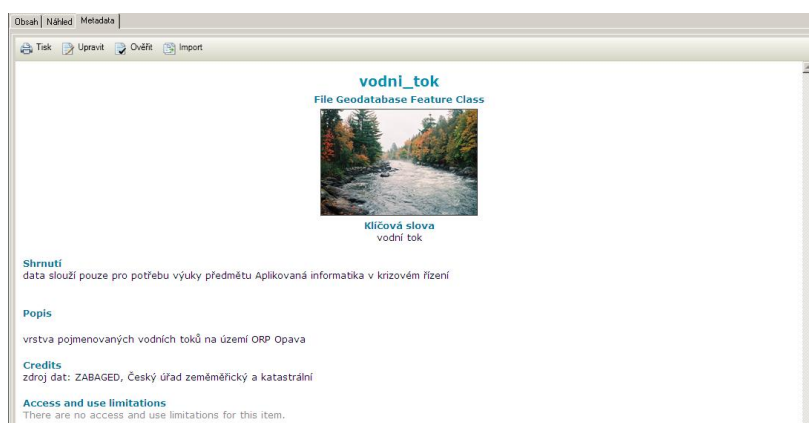 Obsah Náhled Metadata
Tisk Upravit Ověřit Import
vodni_tok
File Geodatabase Feature Class
Klíčová slova
vodní tok
Shrnutí
data slouží pouze pro potřebu výuky předmětu Aplikovaná informatika v krizovém řízení
Popis
vrstva pojmenovaných vodních toků na území ORP Opava
Credits
zdroj dat: ZABAGED, Český úřad zeměměřický a katastrální
Access and use limitations
There are no access and use limitations for this item.